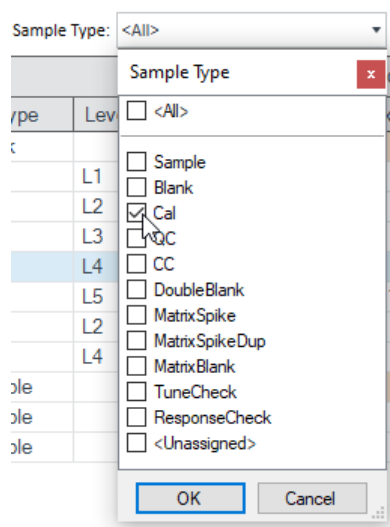 Sample Type: <All>
Sample Type x
ype Lev <All>
k
Sample
L1 Blank
L2 Cal
L3 QC
L4 CC
L5 DoubleBlank
L2 MatrixSpike
MatrixSpikeDup
L4 MatrixBlank
ple TuneCheck
ple ResponseCheck
ple <Unassigned>
OK Cancel